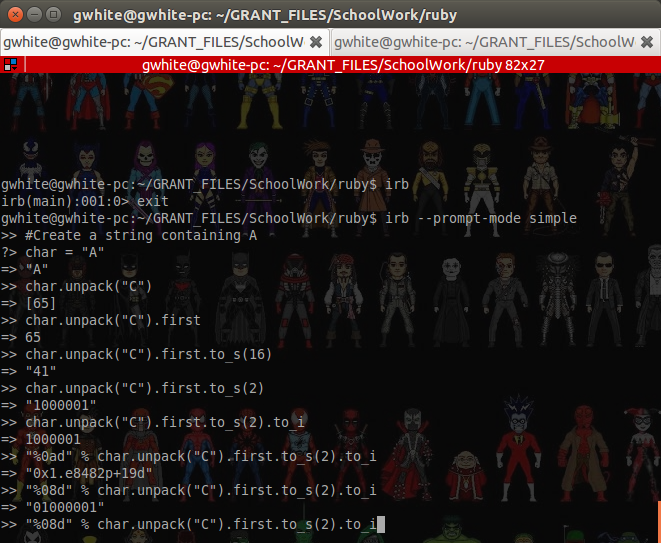 gwhite@gwhite-pc: ~/GRANT_FILES/SchoolWork/ruby
gwhite@gwhite-pc: ~/GRANT_FILES/SchoolW
gwhite@gwhite-pc: ~/GRANT_FILES/SchoolW
gwhite@gwhite-pc: ~/GRANT_FILES/SchoolWork/ruby 82x27
gwhite@gwhite-pc:~/GRANT_FILES/SchoolWork/ruby$ irb
irb(main):001:0> exit
gwhite@gwhite-pc:~/GRANT_FILES/SchoolWork/ruby$ irb --prompt-mode simple
>> #Create a string containing A
?> char = "A"
=> "A"
>> char.unpack("C")
=> [65]
>> char.unpack("C").first
=> 65
>> char.unpack("C").first.to_s(16)
=> "41"
>> char.unpack("C").first.to_s(2)
=> "1000001"
>> char.unpack("C").first.to_s(2).to_i
=> 1000001
>> "%0ad" % char.unpack("C").first.to_s(2).to_i
=> "0x1.e8482p+19d"
>> "%08d" % char.unpack("C").first.to_s(2).to_i
=> "01000001"
>> "%08d" % char.unpack("C").first.to_s(2).to_i